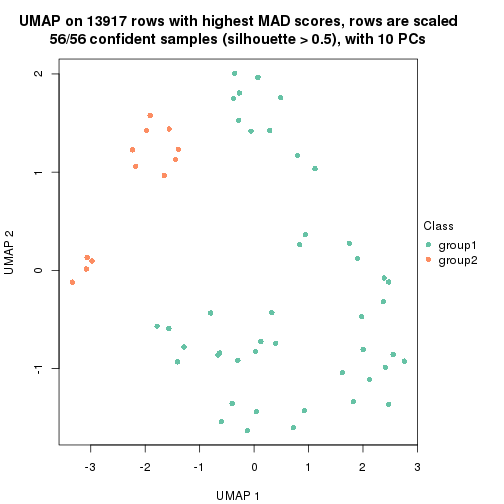 UMAP on 13917 rows with highest MAD scores, rows are scaled
56/56 confident samples (silhouette > 0.5), with 10 PCs
2
1
0
-1
UMAP 2
-3
-2
-1
0
1
2
3
UMAP 1
Class
group1
group2